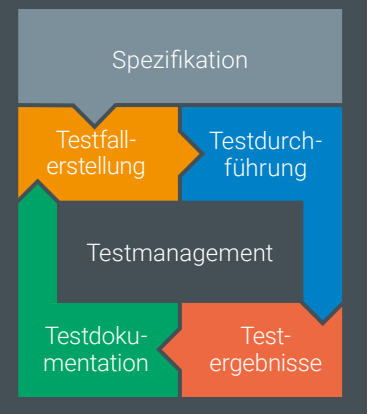 Spezifikation
Testfall-
erstellung
Testdurch-
führung
Testmanagement
Testdoku-
mentation
Test-
ergebnisse